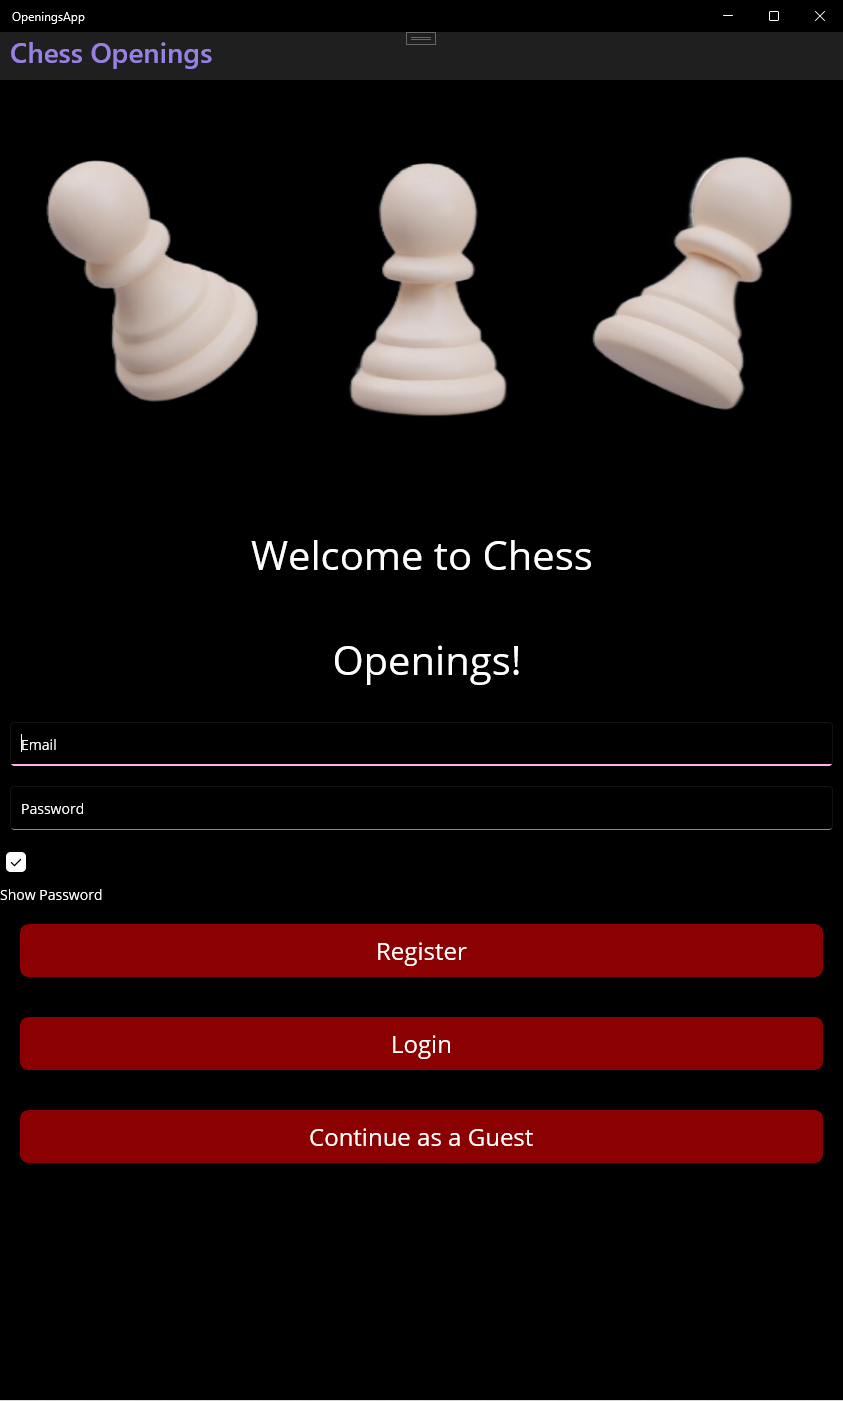 OpeningsApp
Chess Openings
Welcome to Chess
Openings!
Email
Password
Show Password
Register
Login
Continue as a Guest